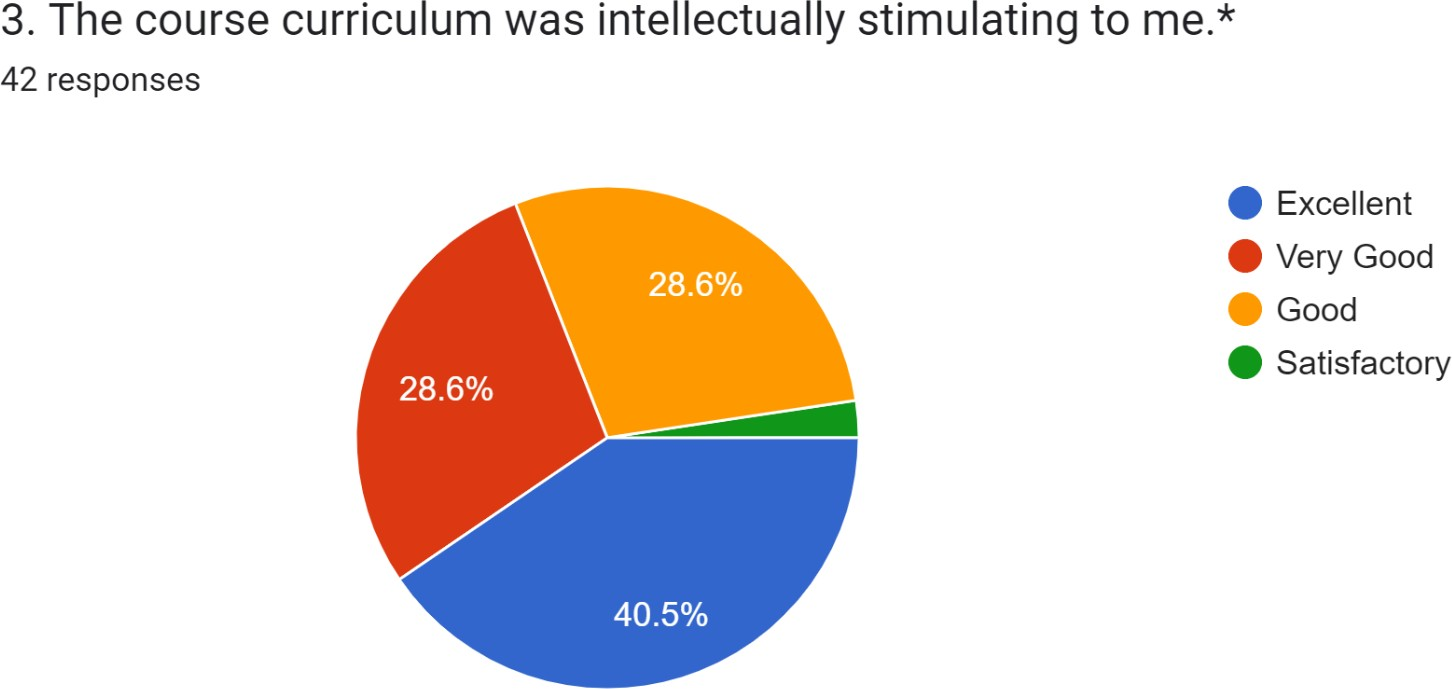 3. The course curriculum was intellectually stimulating to me.*
42 responses
Excellent
Very Good
Good
Satisfactory
28.6%
28.6%
40.5%